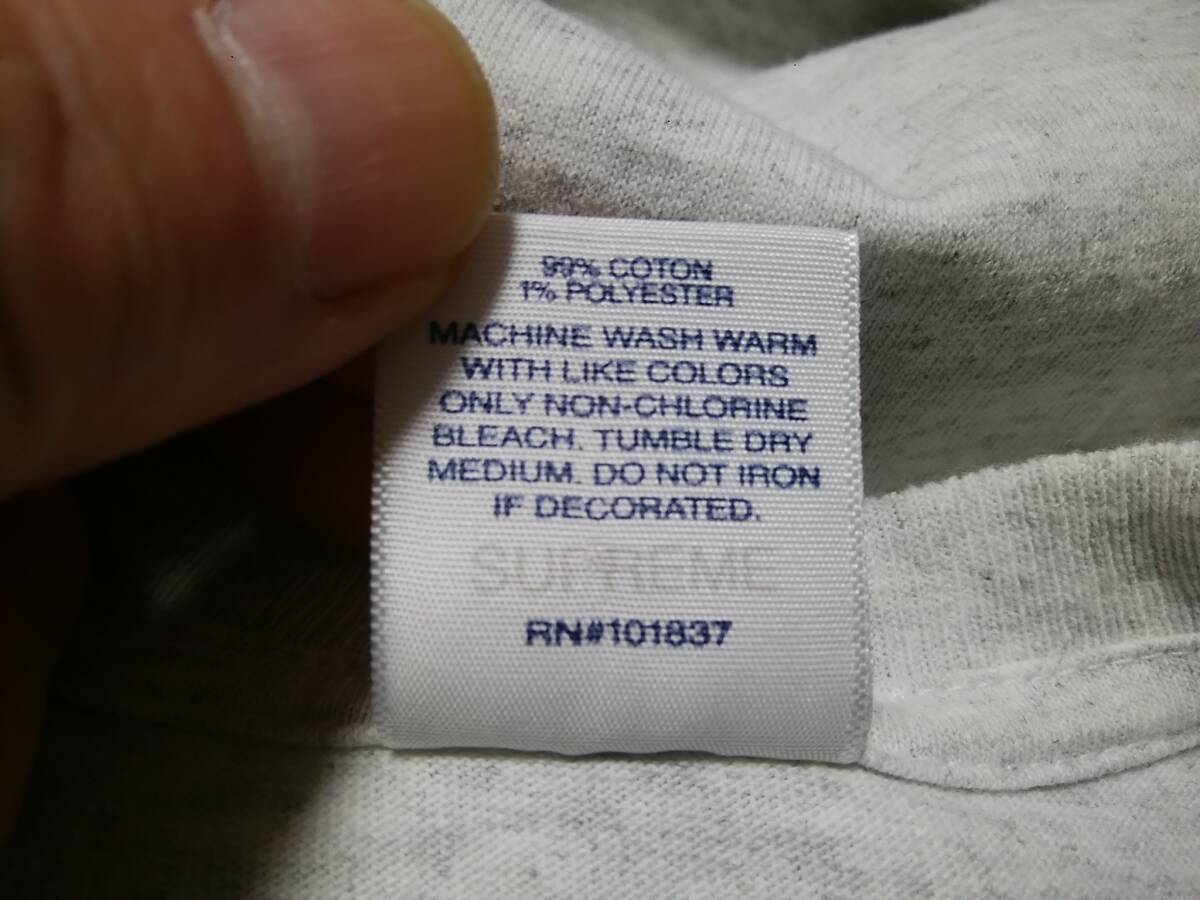 99% COTON
1% POLYESTER
MACHINE WASH WARM
WITH LIKE COLORS
ONLY NON-CHLORINE
BLEACH. TUMBLE DRY
MEDIUM. DO NOT IRON
IF DECORATED.
SUPREME
RN#101837